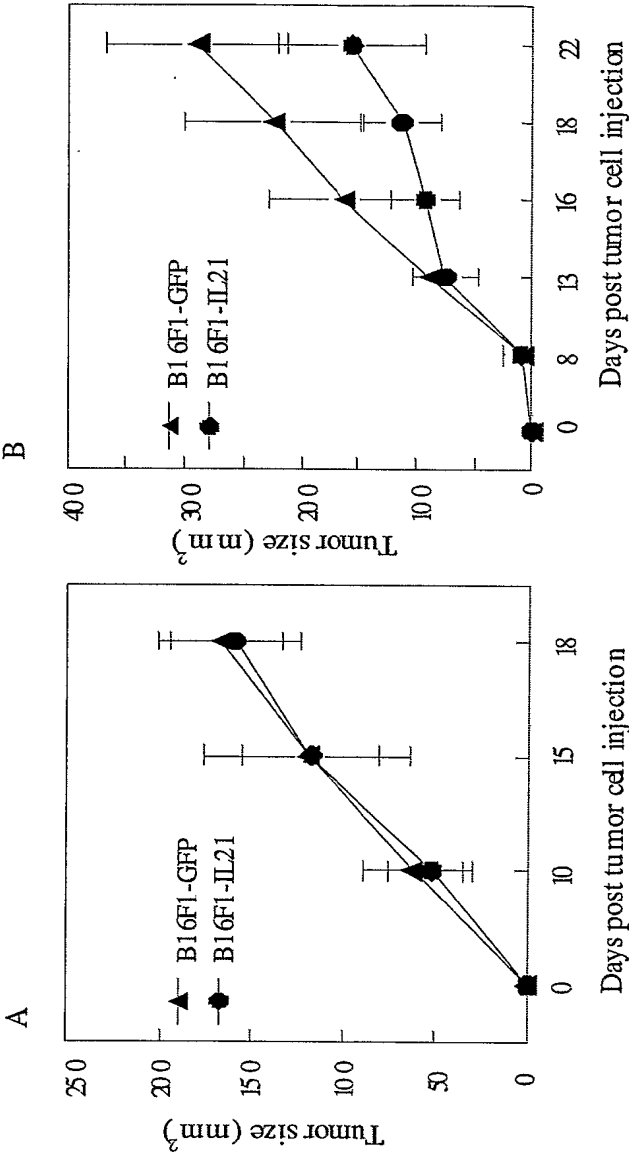 A
Tumor size (mm²)
250
200
150
100
50
0
B16F1-GFP
B16F1-IL21
0
10
15
18
Days post tumor cell injection
B
Tumor size (mm²)
400
300
200
100
0
B16F1-GFP
B16F1-IL21
0
8
13
16
18
22
Days post tumor cell injection